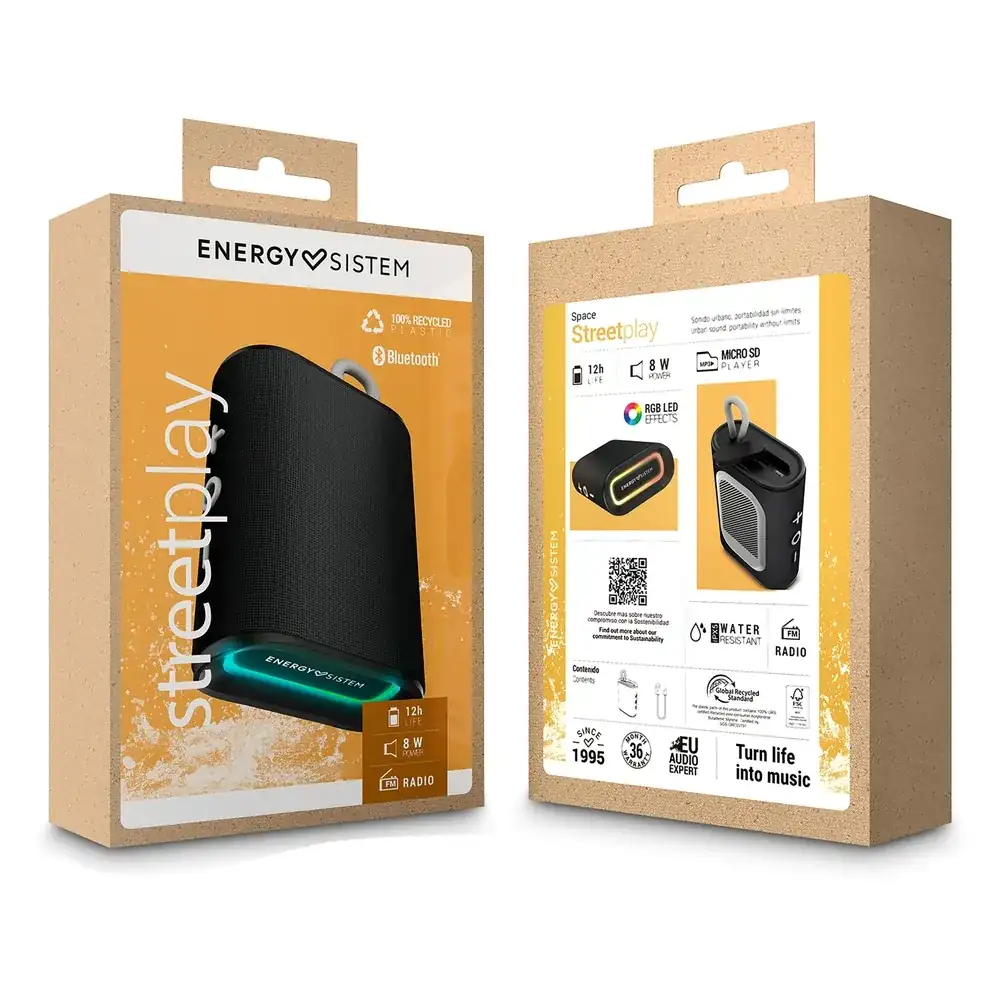 ENERGY SISTEM
100% RECYCLED
PLASTIC
Bluetooth®
streetplay
ENERGY SISTEM
12h
LIFE
8 W
POWER
FM RADIO
Space
Streetplay
Sonido urbano, portabilidad sin límites
urban sound, portability without limits
12h
LIFE
8 W
POWER
MP3
MICRO SD
PLAYER
RGB LED
EFFECTS
ENERGY SISTEM
ENERGY SISTEM
Descubre mas sobre nuestro
compromiso con la Sostenibilidad
Find out more about our
commitment to Sustainability
WATER
RESISTANT
FM
RADIO
Contenido
Contents
Global Recycled
Standard
FSC
SINCE
1995
36
MONTH
WARRANTY
EU
AUDIO
EXPERT
Turn life
into music